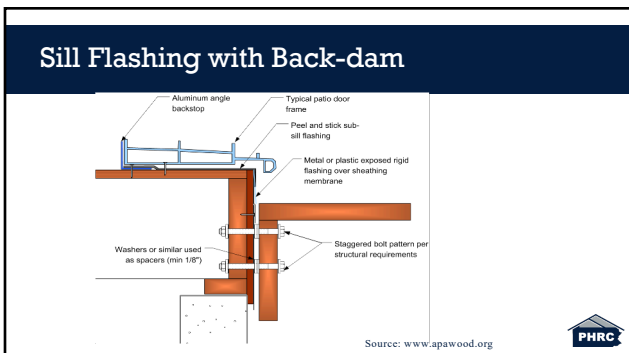 Sill Flashing with Back-dam
Aluminum angle
backstop
Typical patio door
frame
Peel and stick sub-
sill flashing
Metal or plastic exposed rigid
flashing over sheathing
membrane
Washers or similar used
as spacers (min 1/8")
Staggered bolt pattern per
structural requirements
Source: www.apawood.org
PHRC